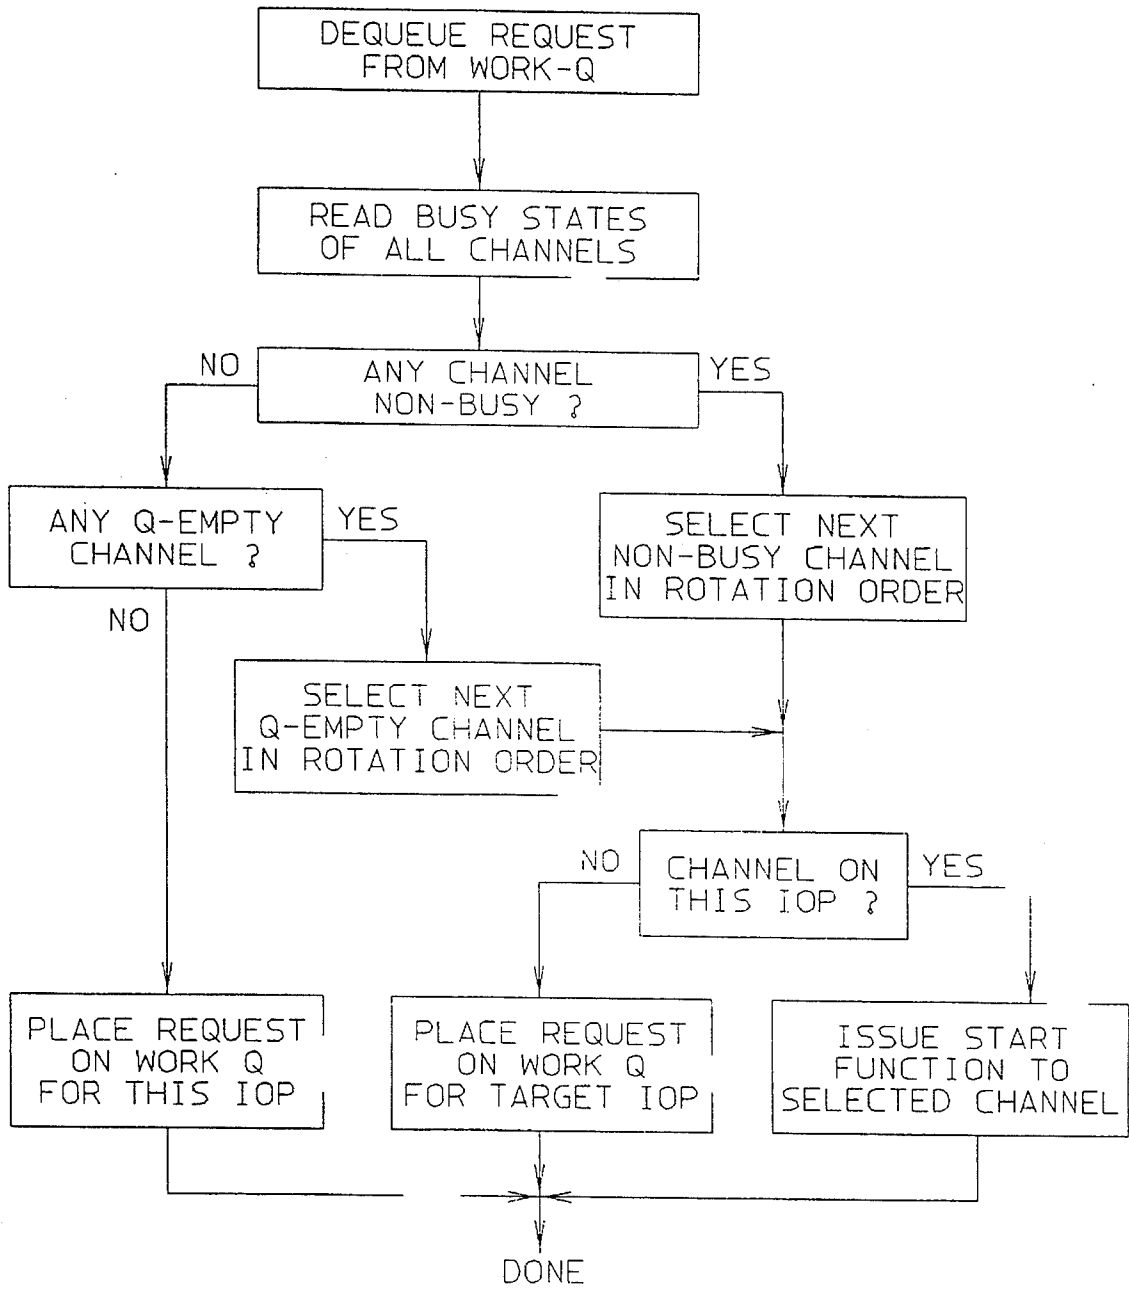 DEQUEUE REQUEST
FROM WORK-Q
READ BUSY STATES
OF ALL CHANNELS
NO
ANY CHANNEL
NON-BUSY ?
YES
ANY Q-EMPTY
CHANNEL ?
YES
NO
SELECT NEXT
NON-BUSY CHANNEL
IN ROTATION ORDER
SELECT NEXT
Q-EMPTY CHANNEL
IN ROTATION ORDER
NO
CHANNEL ON
THIS IOP ?
YES
PLACE REQUEST
ON WORK Q
FOR THIS IOP
PLACE REQUEST
ON WORK Q
FOR TARGET IOP
ISSUE START
FUNCTION TO
SELECTED CHANNEL
DONE